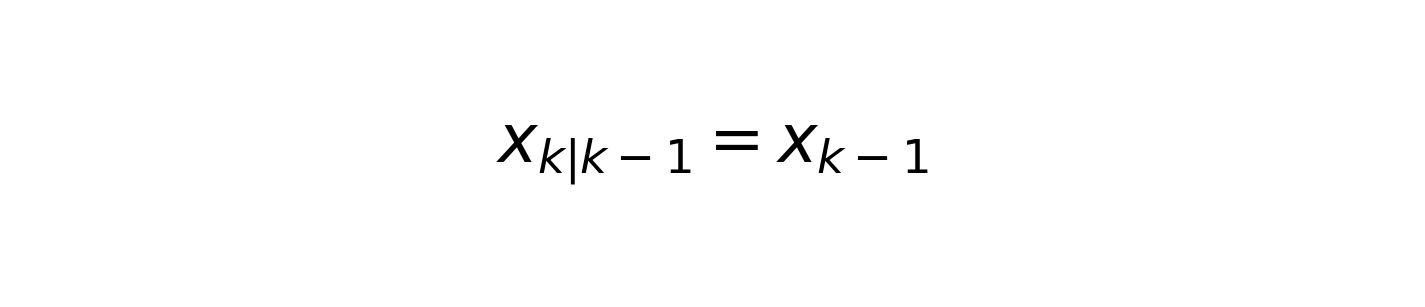 x_{k|k-1} = x_{k-1}